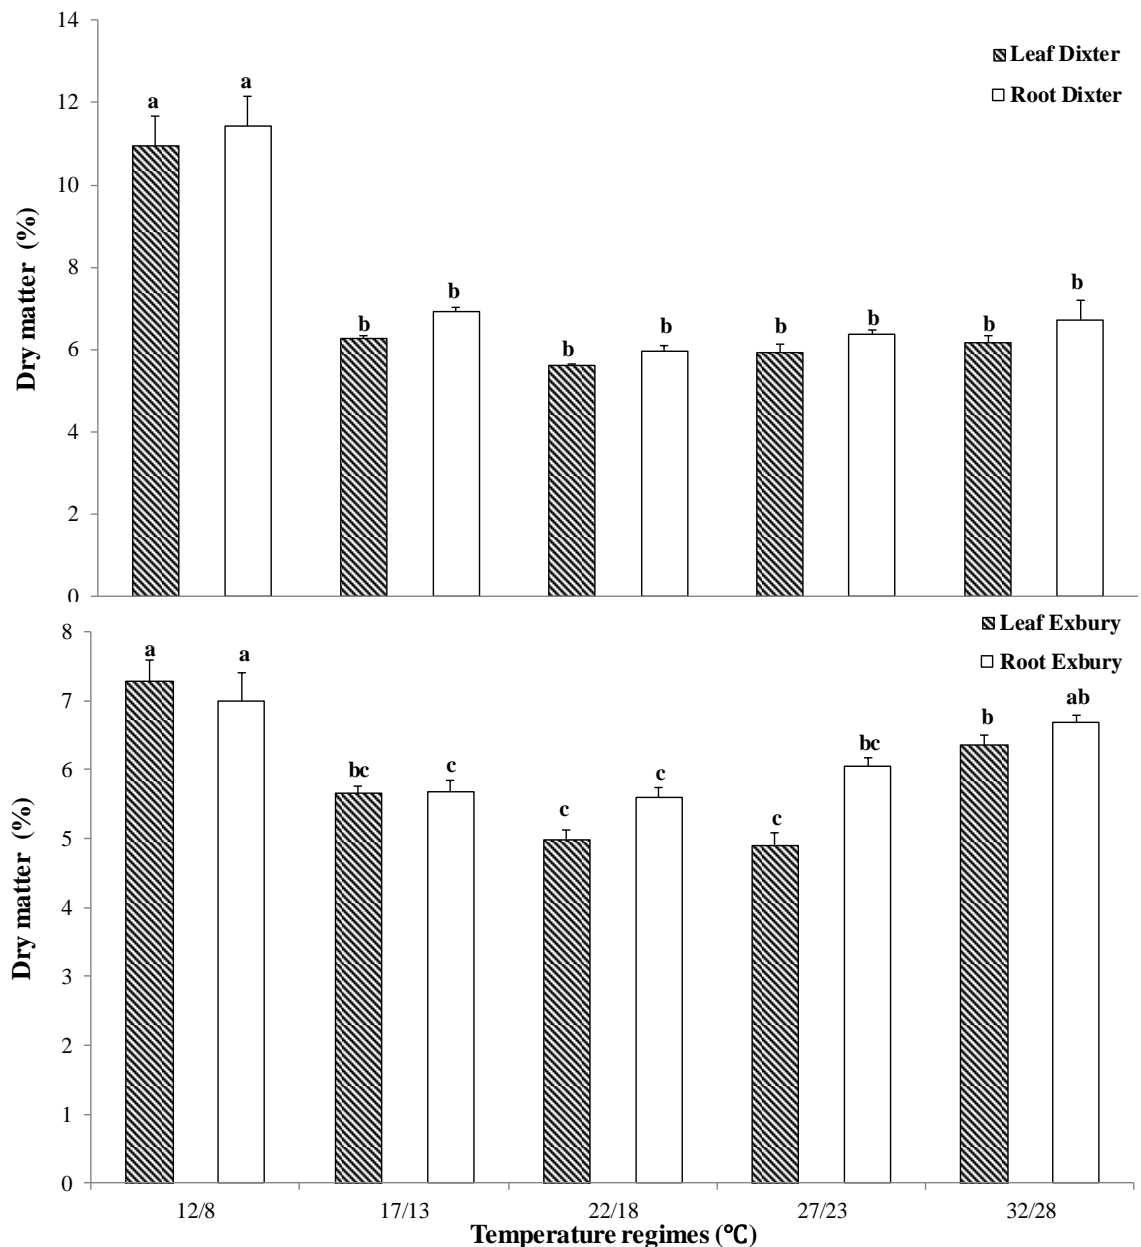 14
12
10
8
6
4
2
0
Dry matter (%)
Leaf Dixter
Root Dixter
a
a
b
b
b
b
b
b
b
b
8
7
6
5
4
3
2
1
0
Dry matter (%)
Leaf Exbury
Root Exbury
a
a
bc
c
c
c
c
bc
b
ab
12/8
17/13
22/18
27/23
32/28
Temperature regimes (℃)